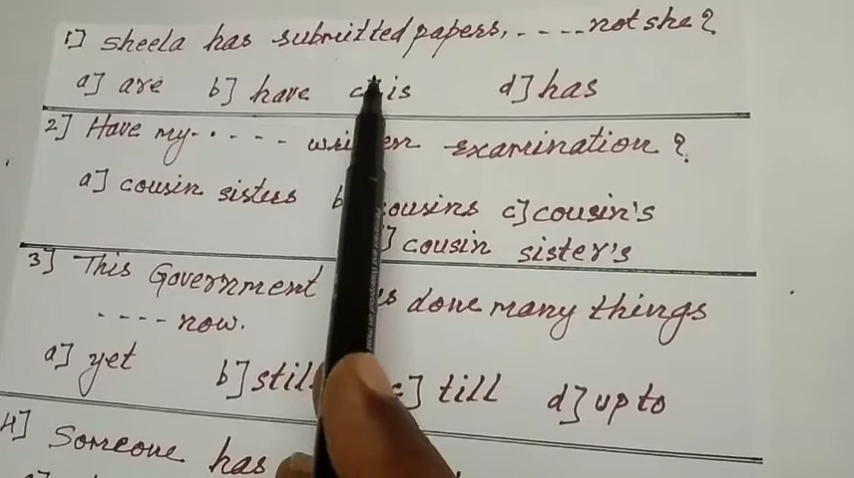 1] Sheela has submitted papers, ---- not she?
a] are b] have c] is d] has
2] Have my ---- examination?
a] cousin sisters b] cousins c] cousin's
cousin sister's
3] This Government done many things
---- now.
a] yet b] still c] till d] up to
4] Someone has